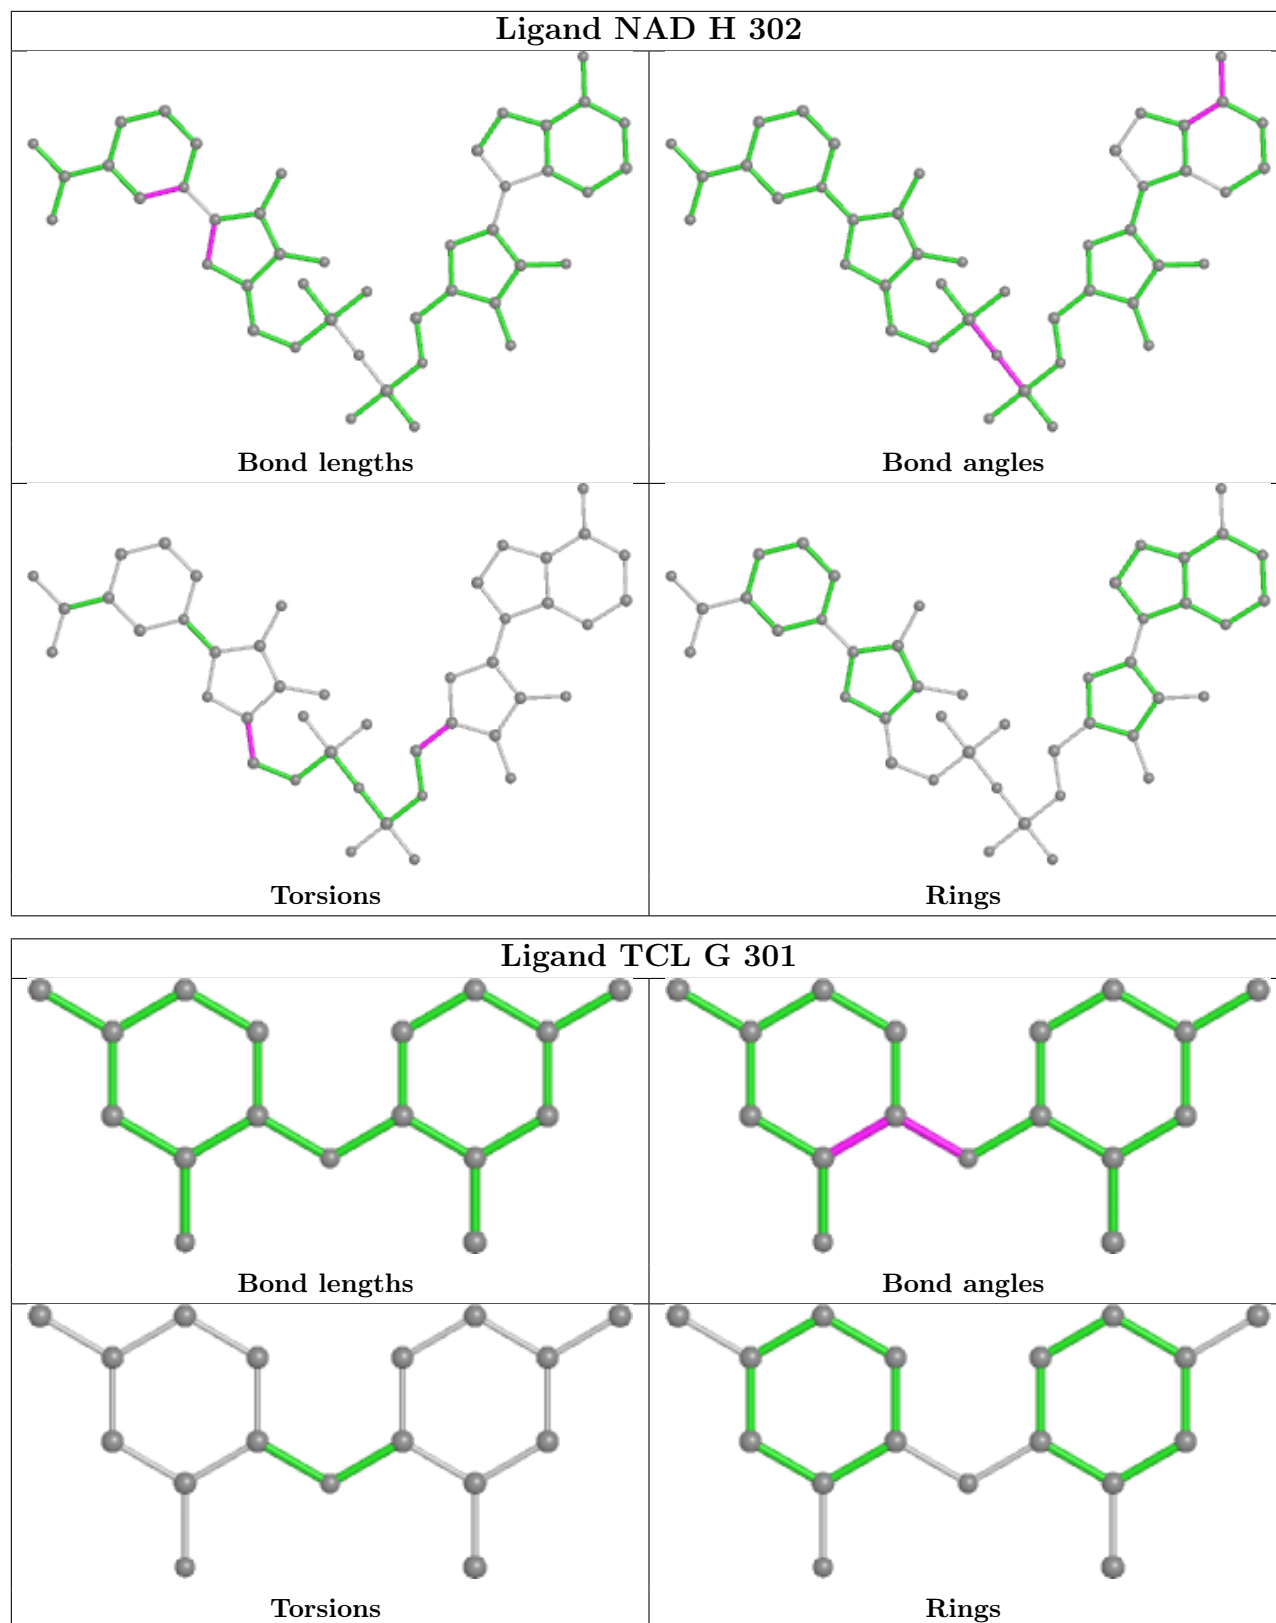 Ligand NAD H 302
Bond lengths
Bond angles
Torsions
Rings
Ligand TCL G 301
Bond lengths
Bond angles
Torsions
Rings